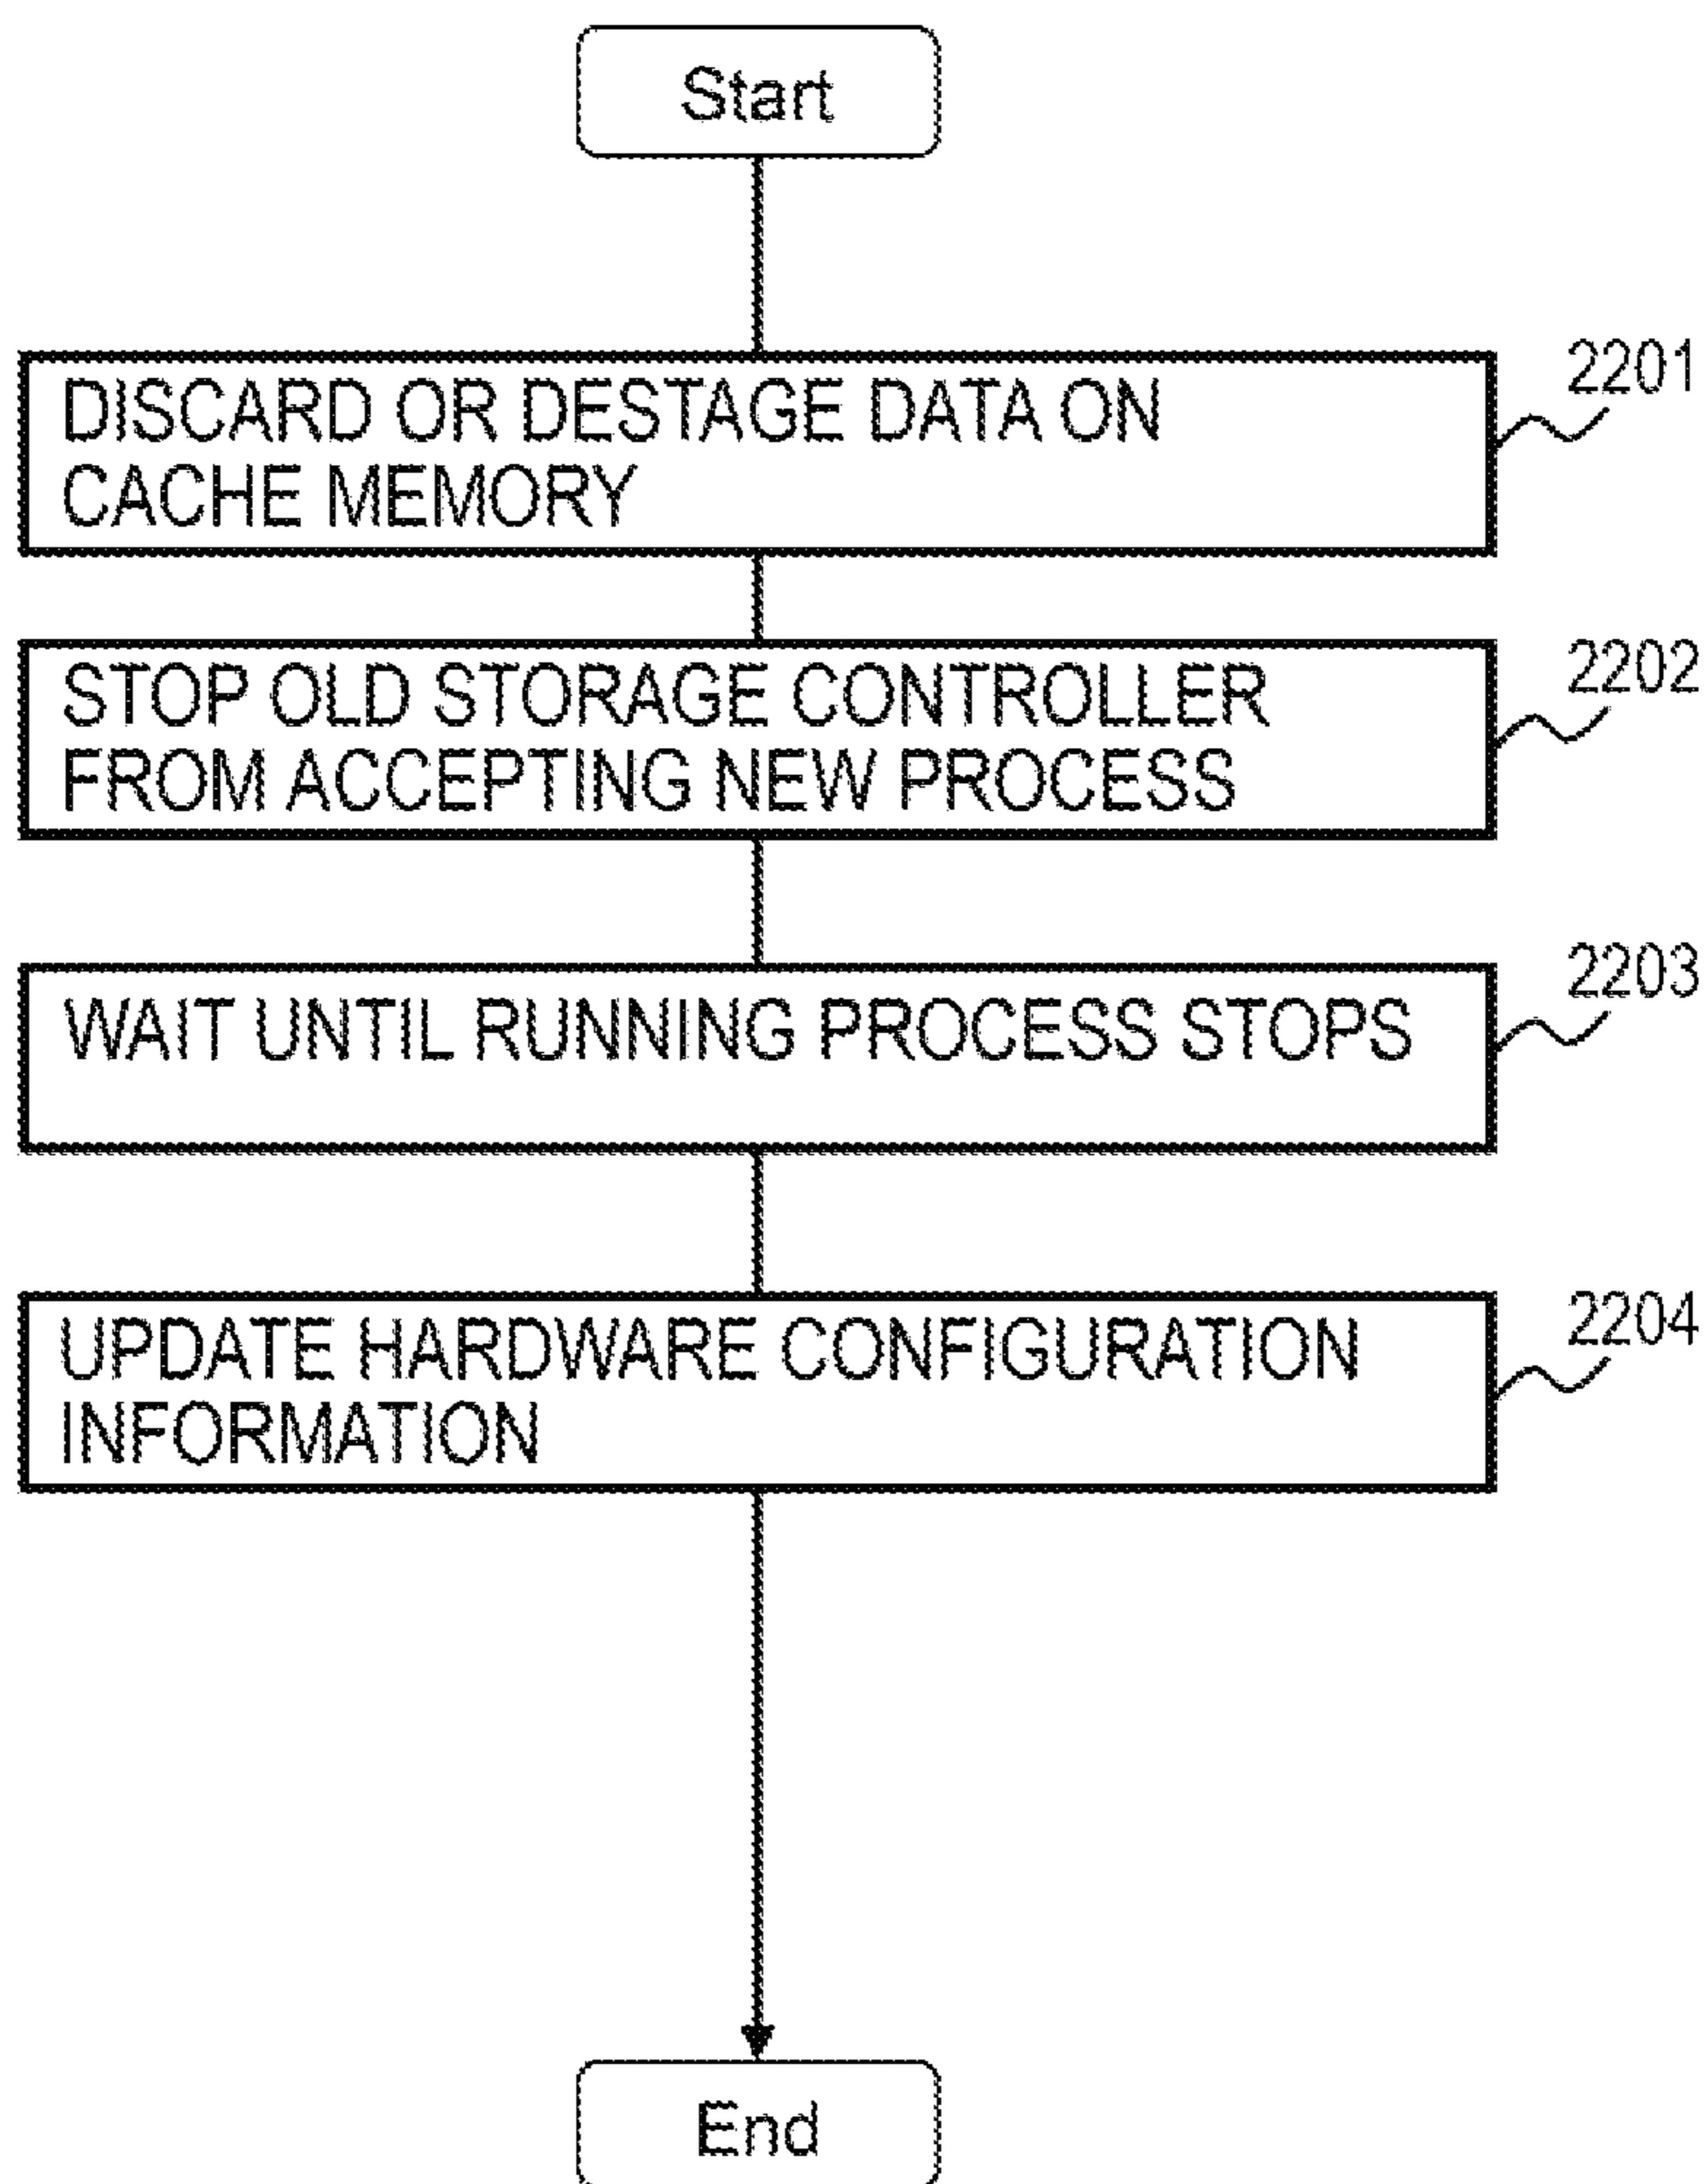 Start
2201
DISCARD OR DESTAGE DATA ON
CACHE MEMORY
2202
STOP OLD STORAGE CONTROLLER
FROM ACCEPTING NEW PROCESS
2203
WAIT UNTIL RUNNING PROCESS STOPS
2204
UPDATE HARDWARE CONFIGURATION
INFORMATION
End